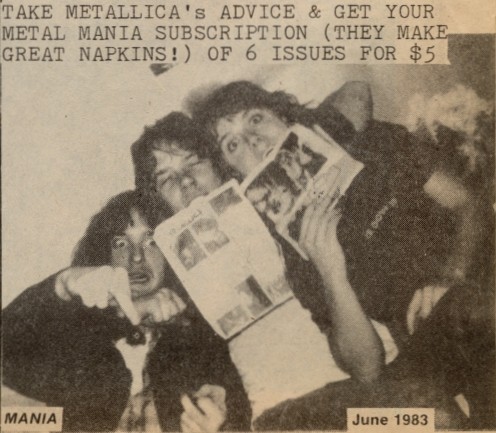 TAKE METALLICA's ADVICE & GET YOUR
METAL MANIA SUBSCRIPTION (THEY MAKE
GREAT NAPKINS!) OF 6 ISSUES FOR $5
MANIA
June 1983